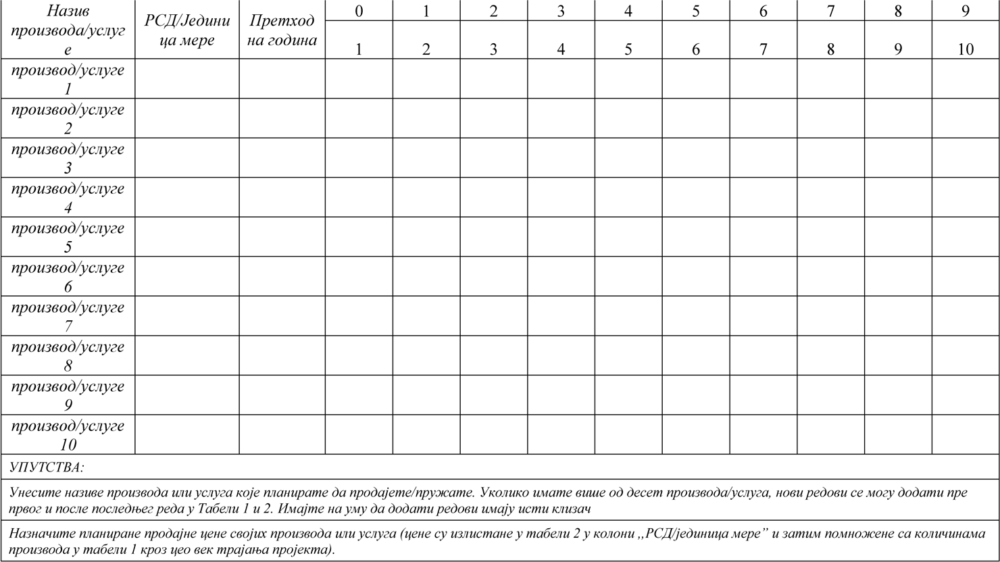 Назив производа/услуге РСД/Јединица мере Претходна година 0 1 2 3 4 5 6 7 8 9
1 2 3 4 5 6 7 8 9 10
производ/услуге
1
производ/услуге
2
производ/услуге
3
производ/услуге
4
производ/услуге
5
производ/услуге
6
производ/услуге
7
производ/услуге
8
производ/услуге
9
производ/услуге
10
УПУТСТВА:
Унесите називе производа или услуга које планирате да продајете/пружате. Уколико имате више од десет производа/услуга, нови редови се могу додати пре
првог и после последњег реда у Табели 1 и 2. Имајте на уму да додати редови имају исти клизач
Назначите планиране продајне цене својих производа или услуга (цене су излистане у табели 2 у колони ,,РСД/јединица мере” и затим помножене са количинама
производа у табели 1 кроз цео век трајања пројекта).